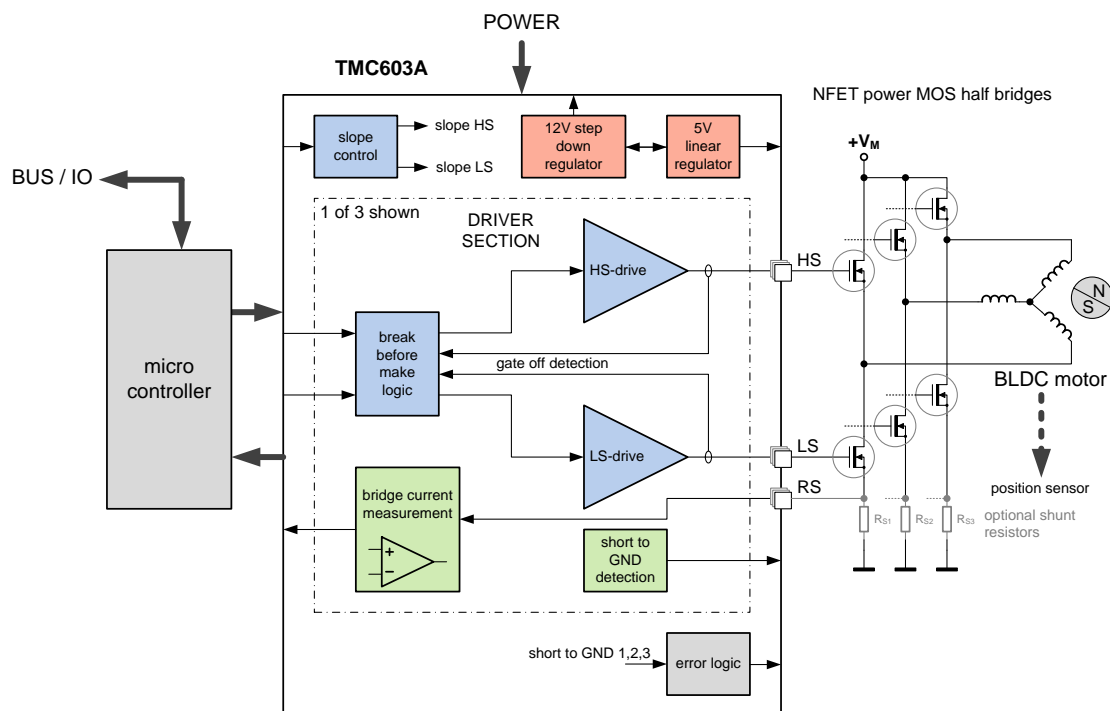 POWER
TMC603A
NFET power MOS half bridges
slope
control
slope HS
slope LS
12V step
down
regulator
5V
linear
regulator
+VM
BUS / IO
1 of 3 shown
DRIVER
SECTION
HS-drive
HS
N
S
break
before
make
logic
gate off detection
micro
controller
BLDC motor
LS-drive
LS
RS
position sensor
bridge current
measurement
+
−
short to
GND
detection
RS1
RS2
RS3
optional shunt
resistors
short to GND 1,2,3
error logic